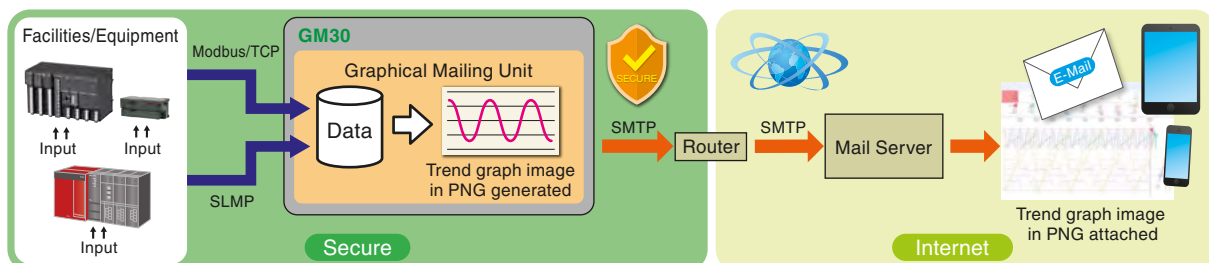 Facilities/Equipment
Input
Input
Input
Modbus/TCP
SLMP
GM30
Graphical Mailing Unit
Data
Trend graph image
in PNG generated
SECURE
SMTP
Router
Secure
SMTP
Mail Server
E-Mail
Trend graph image
in PNG attached
Internet